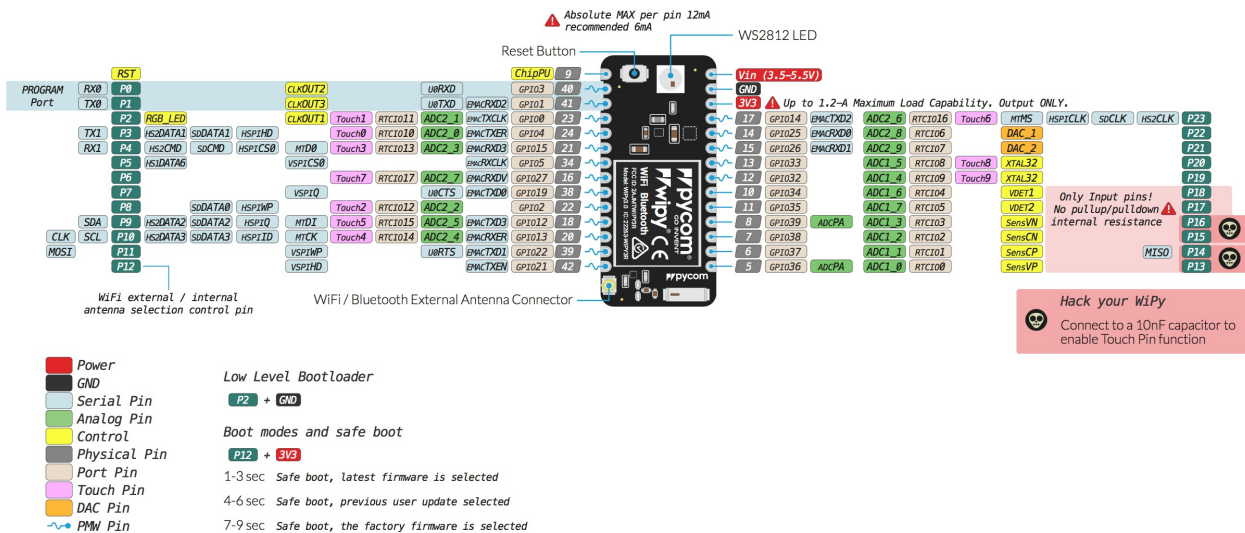 Absolute MAX per pin 12mA
recommended 6mA
WS2812 LED
Reset Button
RST ChipPU 9
PROGRAM Port
RX0 P0 CLKOUT2 U0RXD GPIO3 40
TX0 P1 CLKOUT3 U0TXD EMACRXD2 GPIO1 41
P2 RGB_LED CLKOUT1 Touch1 RTCIO11 ADC2_1 EMACTXCLK GPIO0 23
TX1 P3 HS2DATA1 SDDATA1 HSPIHD Touch0 RTCIO10 ADC2_0 EMACTXER GPIO4 24
RX1 P4 HS2CMD SDCMD HSPICS0 MTDO Touch3 RTCIO13 ADC2_3 EMACRXD3 GPIO15 21
P5 HS1DATA6 VSPICS0 EMACRXCLK GPIO5 34
P6 Touch7 RTCIO17 ADC2_7 EMACRXDV GPIO27 16
P7 VSPIQ U0CTS EMACTXD0 GPIO19 38
P8 SDDATA0 HSPIWP Touch2 RTCIO12 ADC2_2 GPIO2 22
SDA P9 HS2DATA2 SDDATA2 HSPIQ MTDI Touch5 RTCIO15 ADC2_5 EMACTXD3 GPIO12 18
CLK SCL P10 HS2DATA3 SDDATA3 HSPIID MTCK Touch4 RTCIO14 ADC2_4 EMACRXER GPIO13 20
MOSI P11 VSPIWP U0RTS EMACTXD1 GPIO22 39
P12 VSPIHD EMACTXEN GPIO21 42
WiFi external / internal
antenna selection control pin
WiFi / Bluetooth External Antenna Connector
pycom
GO INVENT
wipy
WiFi Bluetooth
CE
pycom
Vin (3.5–5.5V)
GND
3V3 Up to 1.2–A Maximum Load Capability. Output ONLY.
17 GPIO14 EMACTXD2 ADC2_6 RTCIO16 Touch6 MTMS HSPICLK SDCLK HS2CLK P23
14 GPIO25 EMACRXD0 ADC2_8 RTCIO6 DAC_1 P22
15 GPIO26 EMACRXD1 ADC2_9 RTCIO7 DAC_2 P21
13 GPIO33 ADC1_5 RTCIO8 Touch8 XTAL32 P20
12 GPIO32 ADC1_4 RTCIO9 Touch9 XTAL32 P19
10 GPIO34 ADC1_6 RTCIO4 VDET1 P18
11 GPIO35 ADC1_7 RTCIO5 VDET2 P17
8 GPIO39 ADCPA ADC1_3 RTCIO3 SensVN P16
7 GPIO38 ADC1_2 RTCIO2 SensCN P15
6 GPIO37 ADC1_1 RTCIO1 SensCP MISO P14
5 GPIO36 ADCPA ADC1_0 RTCIO0 SensVP P13
Only Input pins!
No pullup/pulldown
internal resistance
Hack your WiPy
Connect to a 10nF capacitor to
enable Touch Pin function
Power
GND
Serial Pin
Analog Pin
Control
Physical Pin
Port Pin
Touch Pin
DAC Pin
PMW Pin
Low Level Bootloader
P2 + GND
Boot modes and safe boot
P12 + 3V3
1-3 sec Safe boot, latest firmware is selected
4-6 sec Safe boot, previous user update selected
7-9 sec Safe boot, the factory firmware is selected